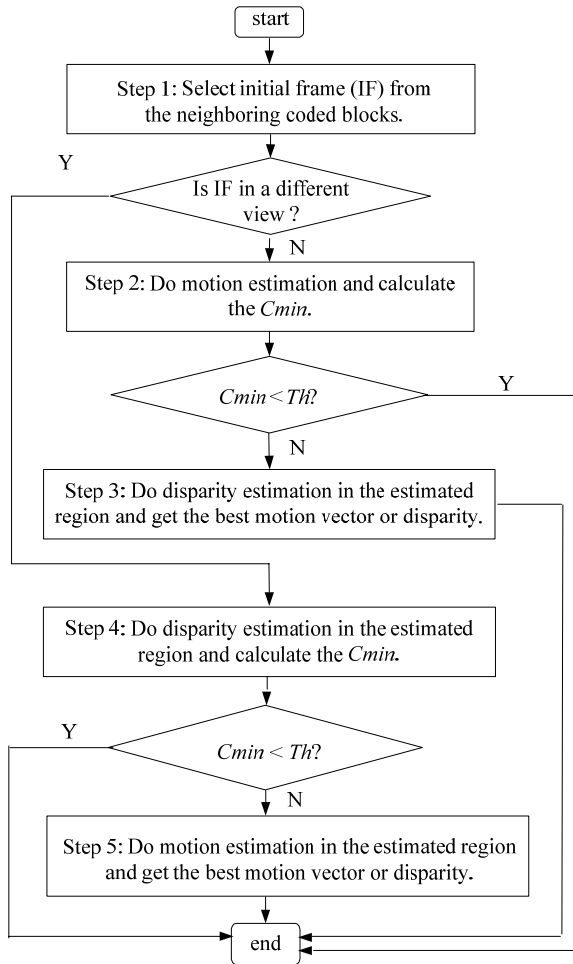 start
Step 1: Select initial frame (IF) from
the neighboring coded blocks.
Y
Is IF in a different
view ?
N
Step 2: Do motion estimation and calculate
the Cmin.
Cmin < Th?
Y
N
Step 3: Do disparity estimation in the estimated
region and get the best motion vector or disparity.
Step 4: Do disparity estimation in the estimated
region and calculate the Cmin.
Y
Cmin < Th?
N
Step 5: Do motion estimation in the estimated region
and get the best motion vector or disparity.
end